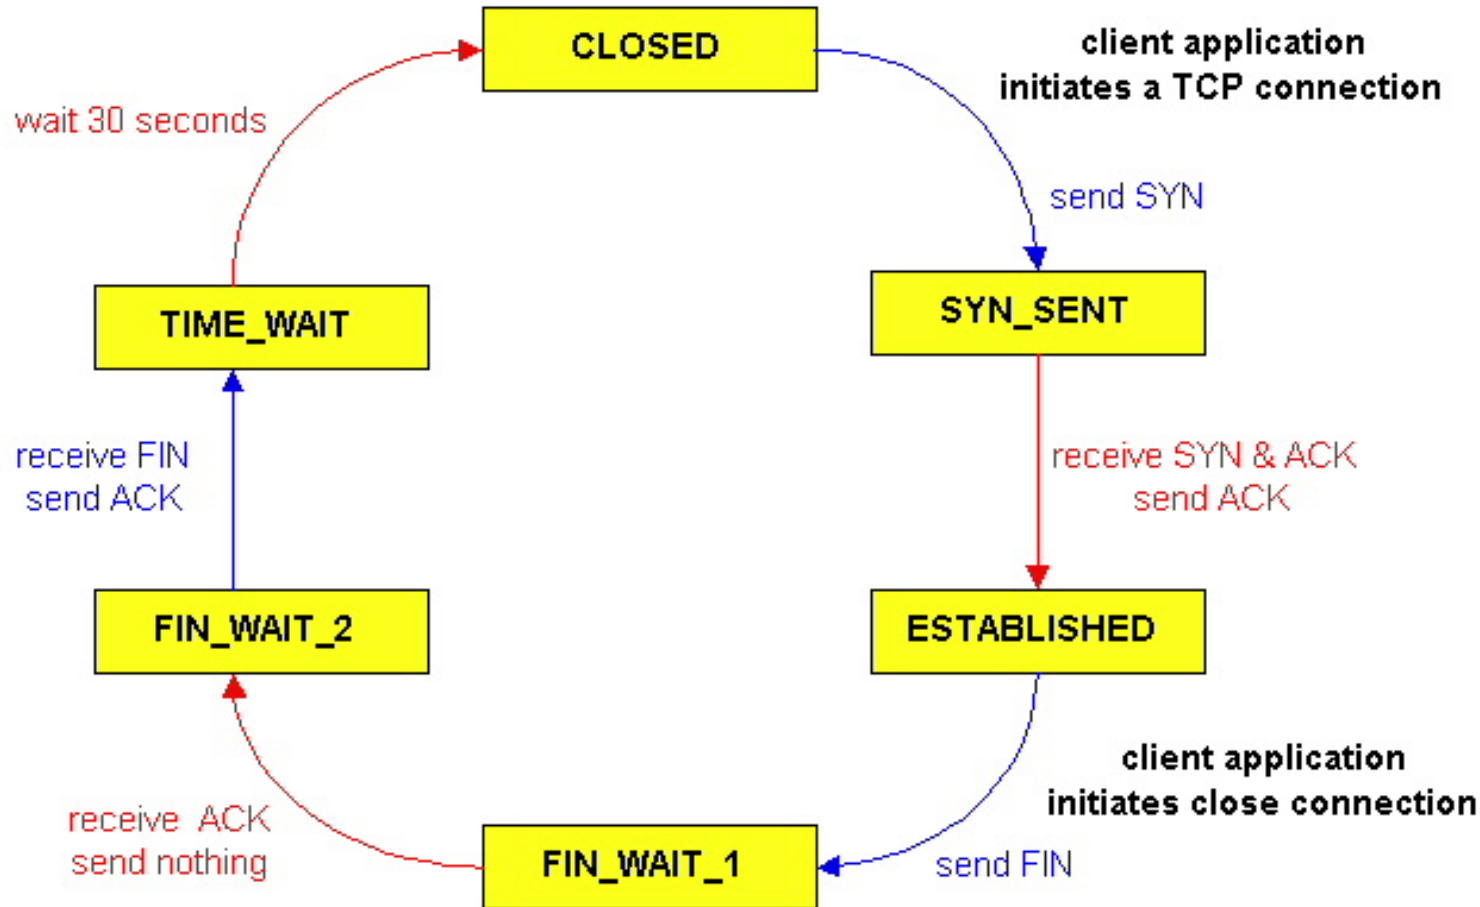 CLOSED
client application
initiates a TCP connection
wait 30 seconds
send SYN
TIME_WAIT
SYN_SENT
receive FIN
send ACK
receive SYN & ACK
send ACK
FIN_WAIT_2
ESTABLISHED
client application
initiates close connection
receive ACK
send nothing
FIN_WAIT_1
send FIN